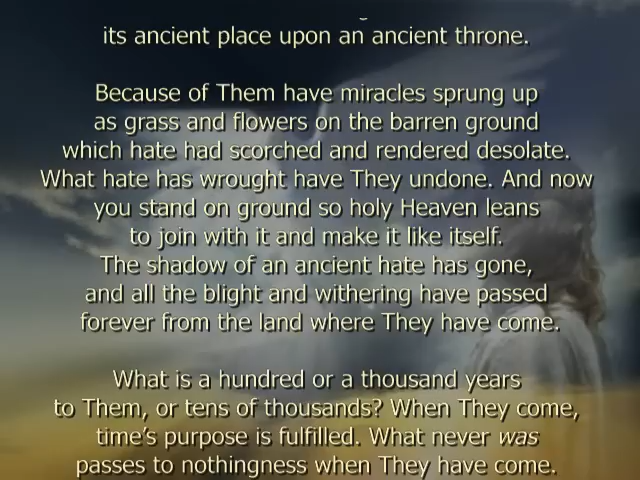 its ancient place upon an ancient throne.
Because of Them have miracles sprung up
as grass and flowers on the barren ground
which hate had scorched and rendered desolate.
What hate has wrought have They undone. And now
you stand on ground so holy Heaven leans
to join with it and make it like itself.
The shadow of an ancient hate has gone,
and all the blight and withering have passed
forever from the land where They have come.
What is a hundred or a thousand years
to Them, or tens of thousands? When They come,
time's purpose is fulfilled. What never was
passes to nothingness when They have come.